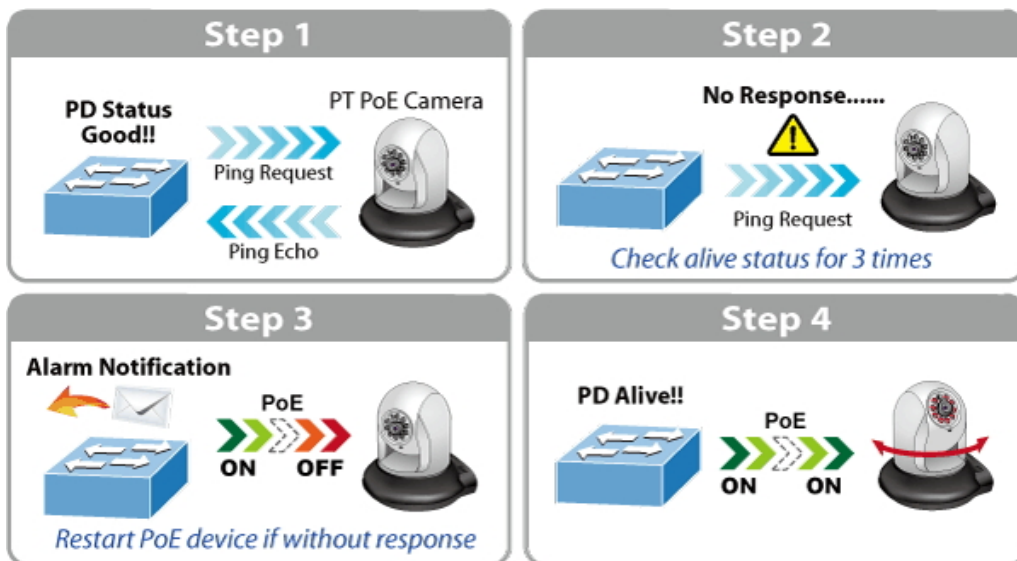 Step 1
PD Status
Good!!
PT PoE Camera
Ping Request
Ping Echo
Step 2
No Response......
Ping Request
Check alive status for 3 times
Step 3
Alarm Notification
PoE
ON
OFF
Restart PoE device if without response
Step 4
PD Alive!!
PoE
ON
ON